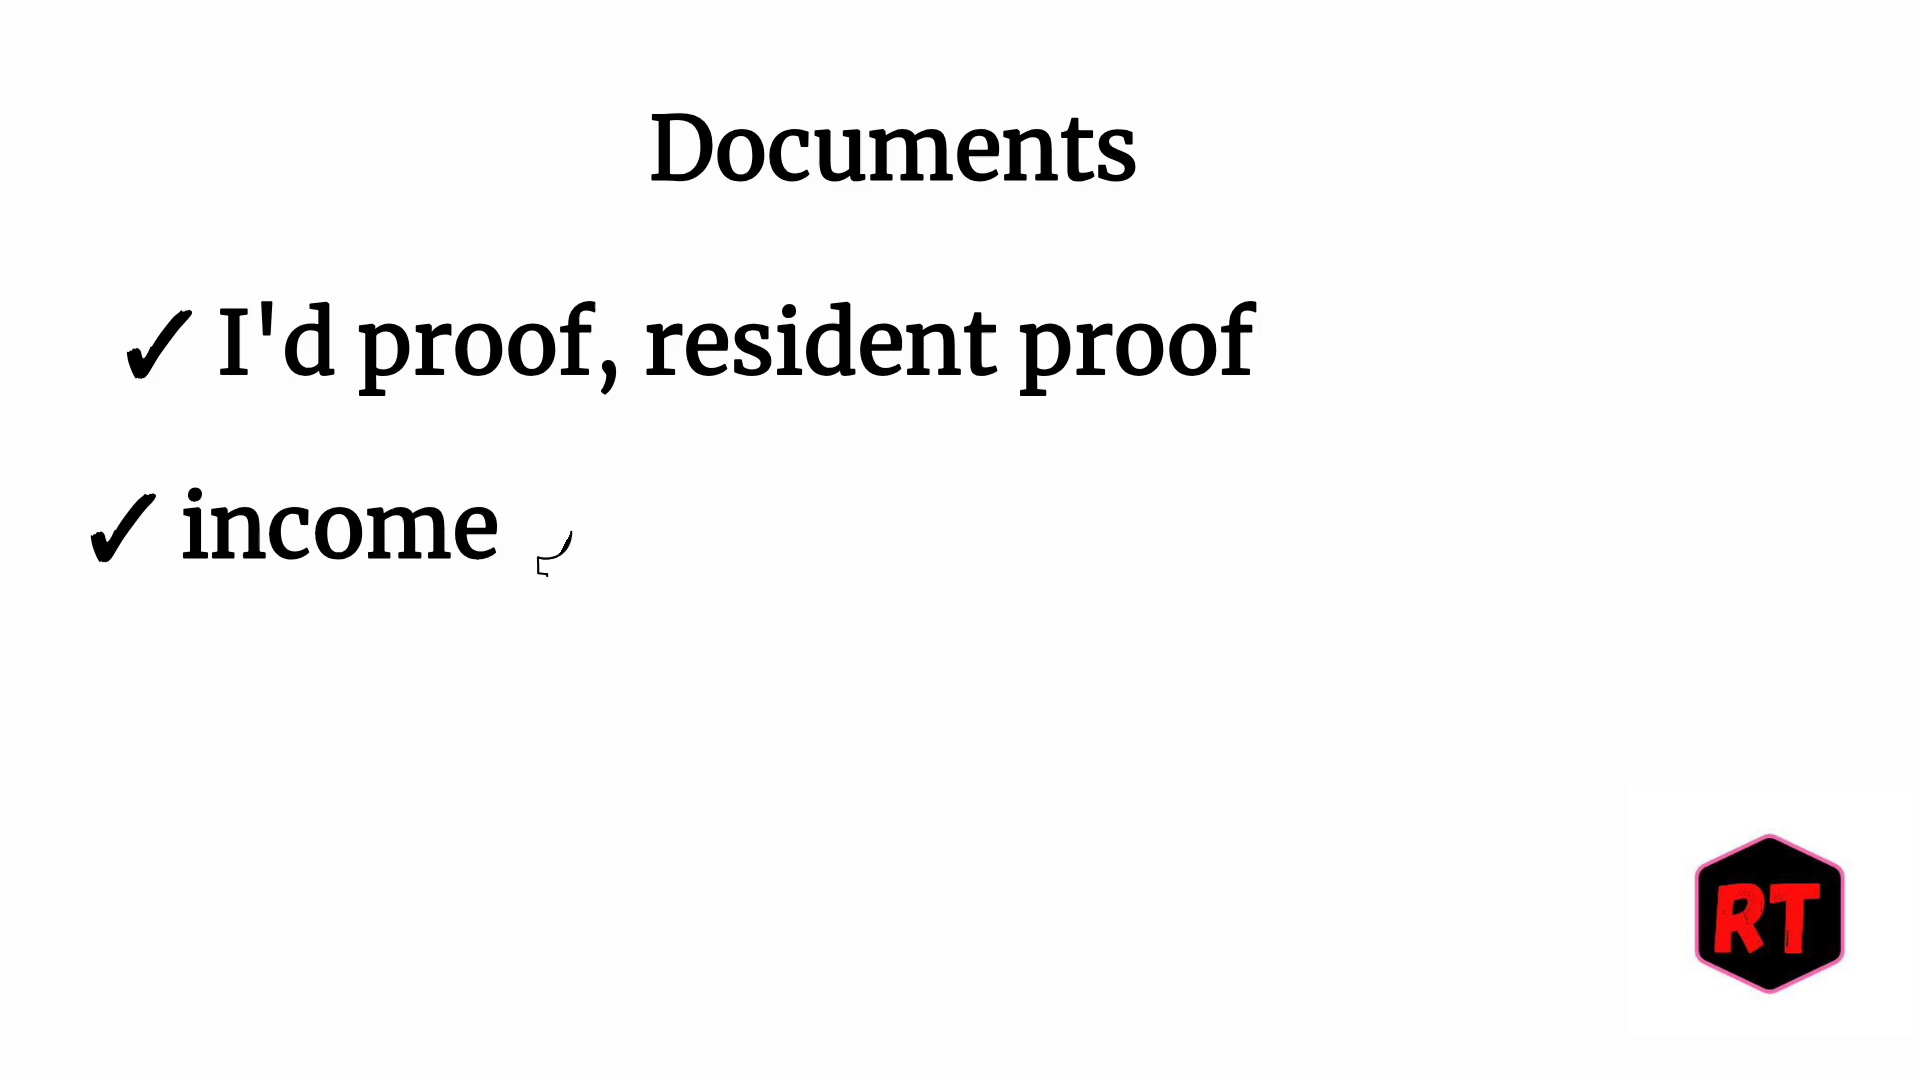 Documents
✓ I'd proof, resident proof
✓ income
RT